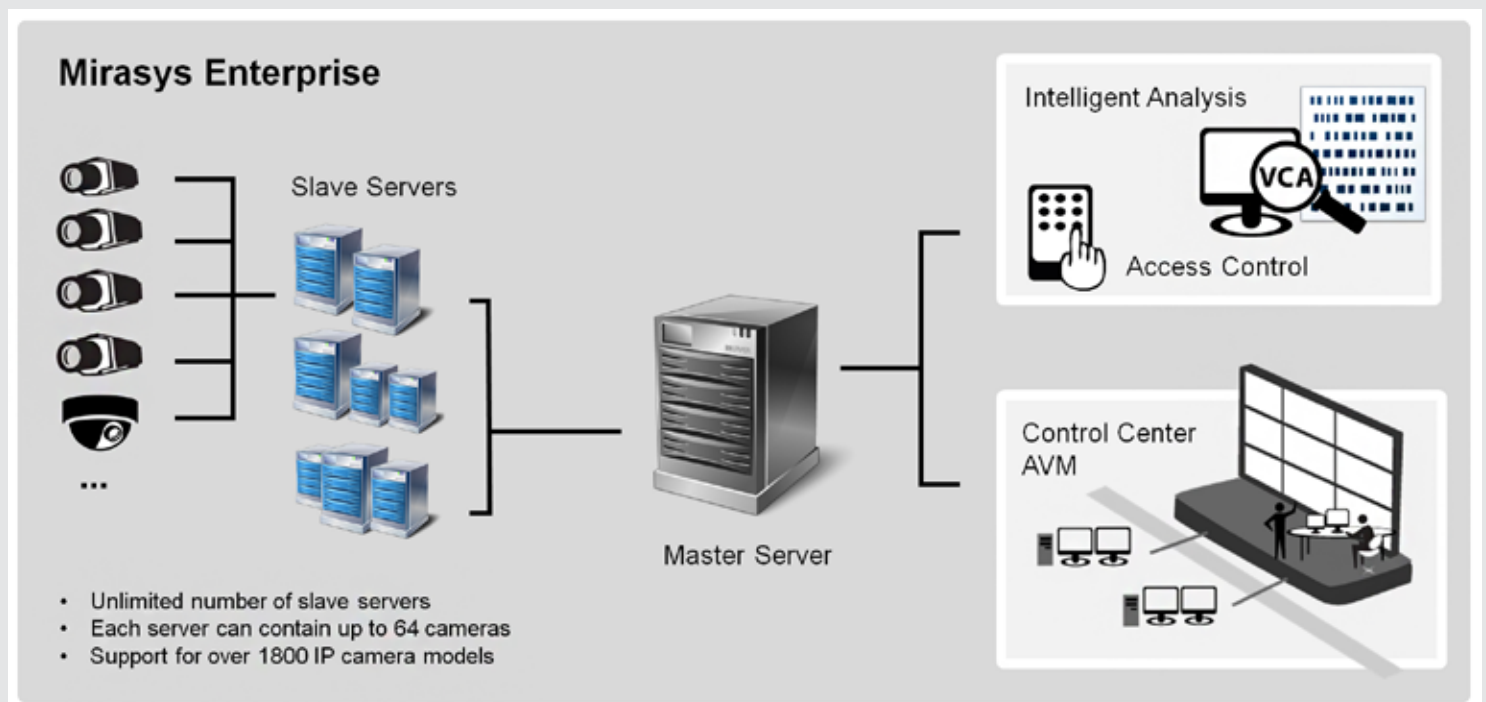 Mirasys Enterprise
Slave Servers
Master Server
• Unlimited number of slave servers
• Each server can contain up to 64 cameras
• Support for over 1800 IP camera models
Intelligent Analysis
VCA
Access Control
Control Center
AVM
...